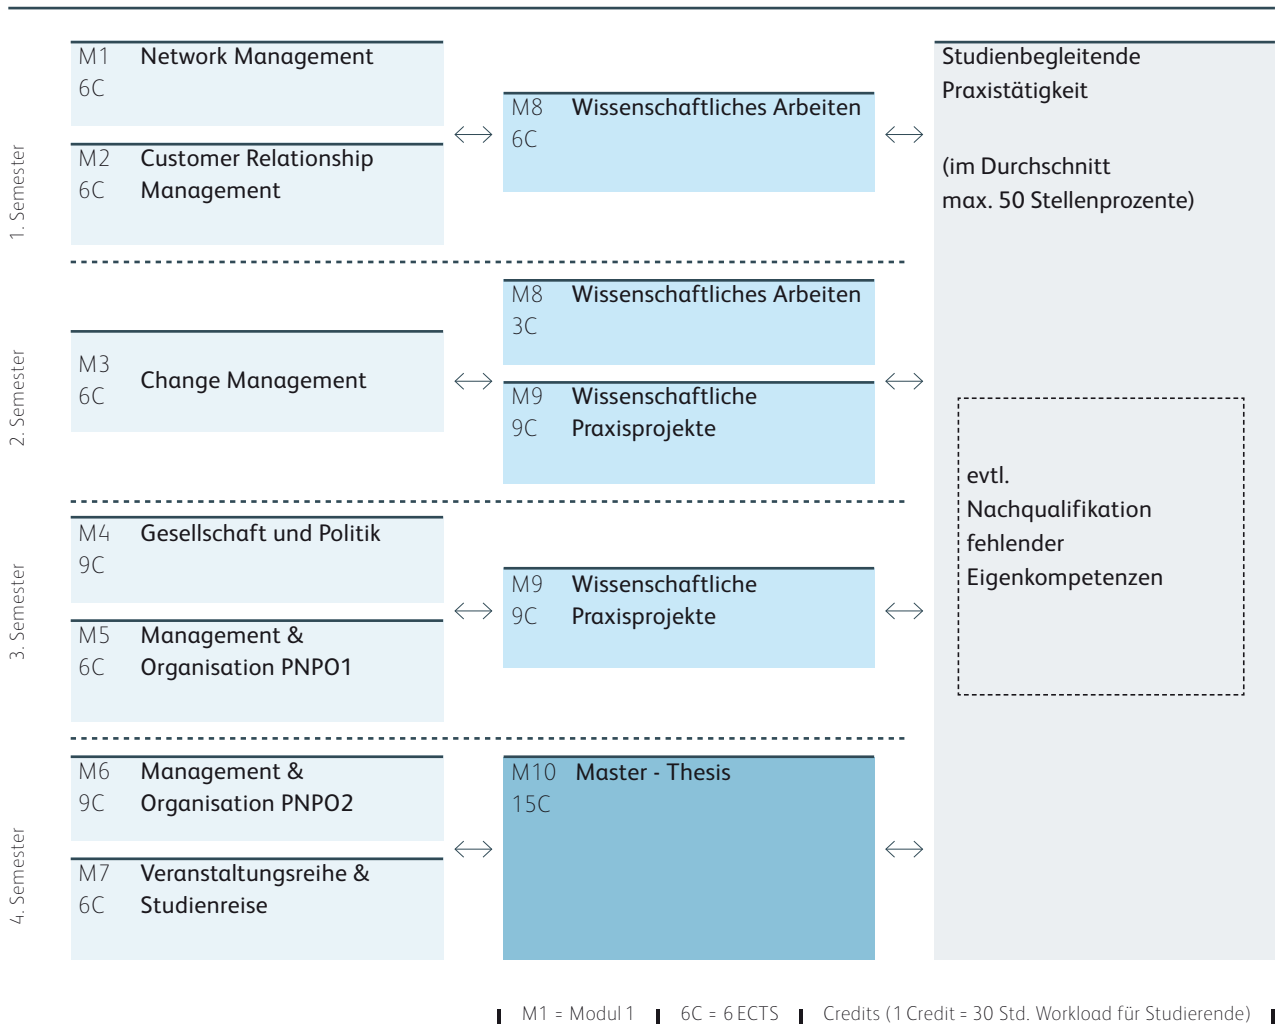 1. Semester
M1 Network Management
6C
M2 Customer Relationship
6C Management
M8 Wissenschaftliches Arbeiten
6C
2. Semester
M3
6C
Change Management
M8 Wissenschaftliches Arbeiten
3C
M9 Wissenschaftliche
9C Praxisprojekte
3. Semester
M4 Gesellschaft und Politik
9C
M5 Management &
6C Organisation PNPO1
M9 Wissenschaftliche
9C Praxisprojekte
4. Semester
M6 Management &
9C Organisation PNPO2
M7 Veranstaltungsreihe &
6C Studienreise
M10 Master - Thesis
15C
Studienbegleitende
Praxistätigkeit
(im Durchschnitt
max. 50 Stellenprozente)
evtl.
Nachqualifikation
fehlender
Eigenkompetenzen
M1 = Modul 1 | 6C = 6 ECTS | Credits (1 Credit = 30 Std. Workload für Studierende)